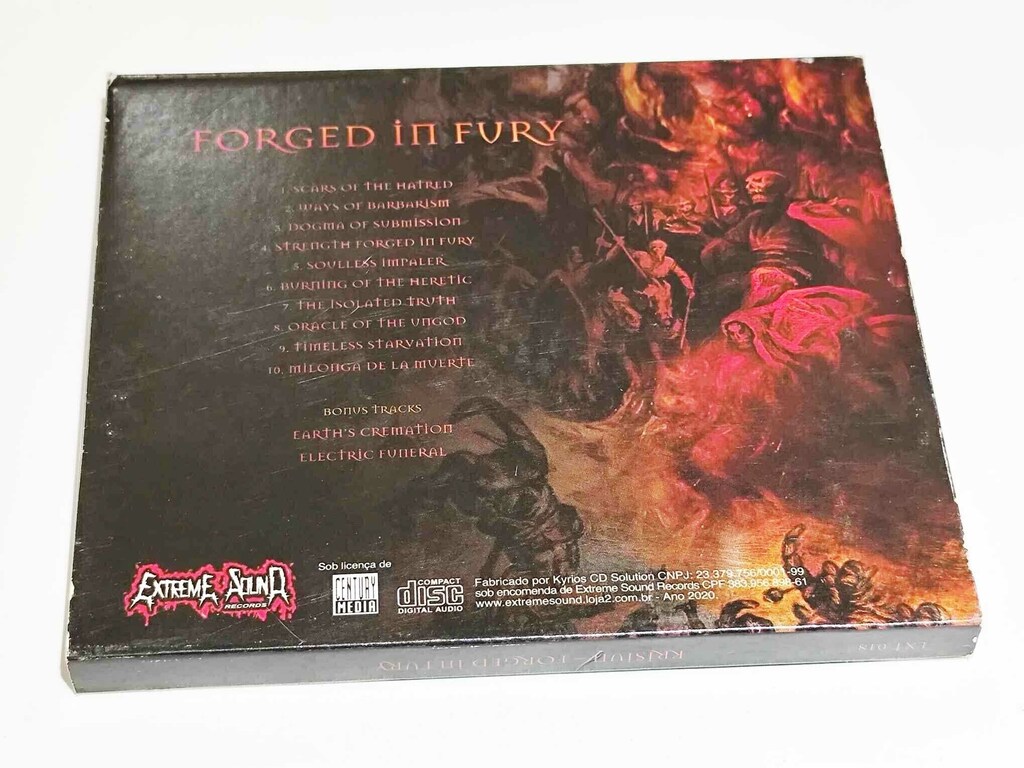 FORGED IN FURY
1. SCARS OF THE HATRED
2. WAYS OF BARBARISM
3. DOGMA OF SUBMISSION
4. STRENGTH FORGED IN FURY
5. SOULLESS IMPALER
6. BURNING OF THE HERETIC
7. THE ISOLATED TRUTH
8. ORACLE OF THE UNGOD
9. TIMELESS STARVATION
10. MILONGA DE LA MUERTE
BONUS TRACKS
EARTH'S CREMATION
ELECTRIC FUNERAL
EXTREME SOUND
RECORDS
Sob licença de
CENTURY
MEDIA
COMPACT
disc
DIGITAL AUDIO
Fabricado por Kyrios CD Solution CNPJ: 23.379.756/0001-99
sob encomenda de Extreme Sound Records CPF 383.956.898-61
www.extremesound.loja2.com.br - Ano 2020.
KRISIUN - FORGED IN FURY